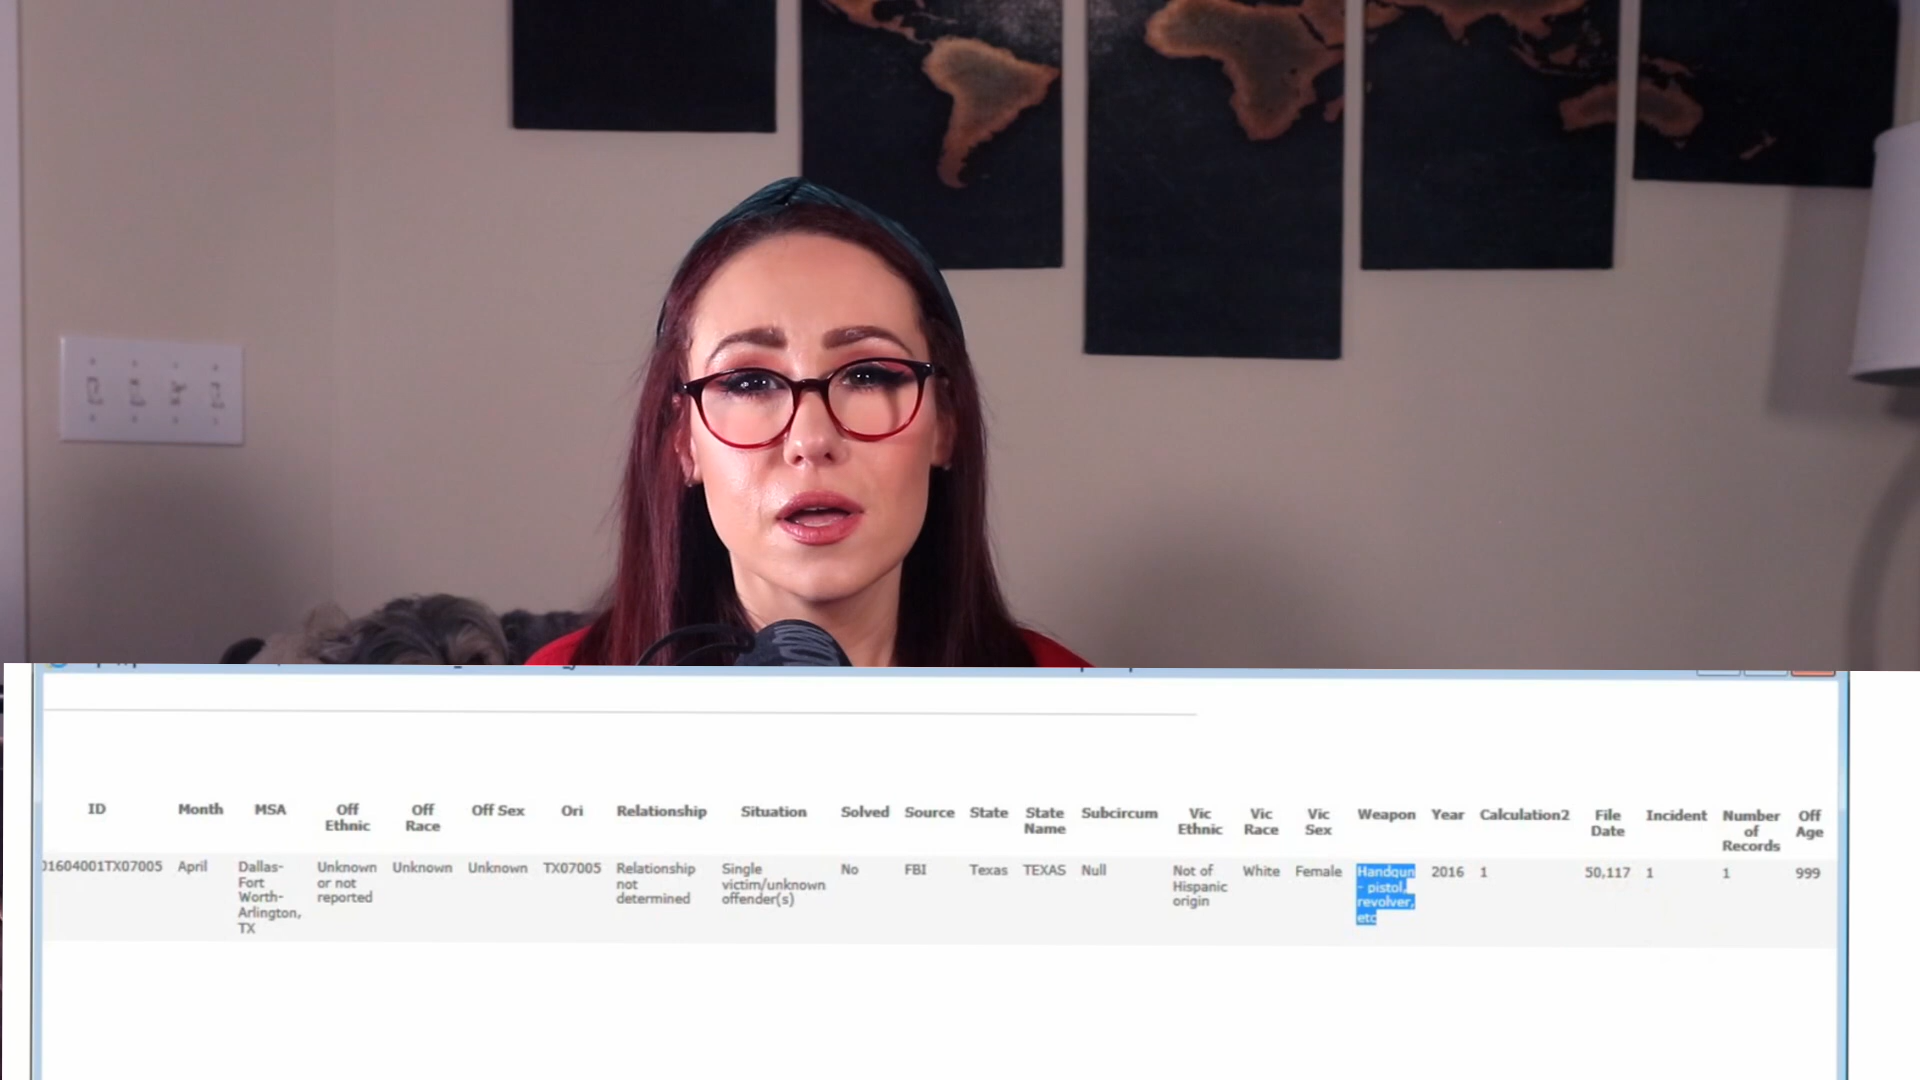 ID Month MSA Off Ethnic Off Race Off Sex Ori Relationship Situation Solved Source State State Name Subcircum Vic Ethnic Vic Race Vic Sex Weapon Year Calculation2 File Date Incident Number of Records Off Age
01604001TX07005 April Dallas-Fort Worth-Arlington, TX Unknown or not reported Unknown Unknown TX07005 Relationship not determined Single victim/unknown offender(s) No FBI Texas TEXAS Null Not of Hispanic origin White Female Handgun - pistol, revolver, etc 2016 1 50,117 1 1 999